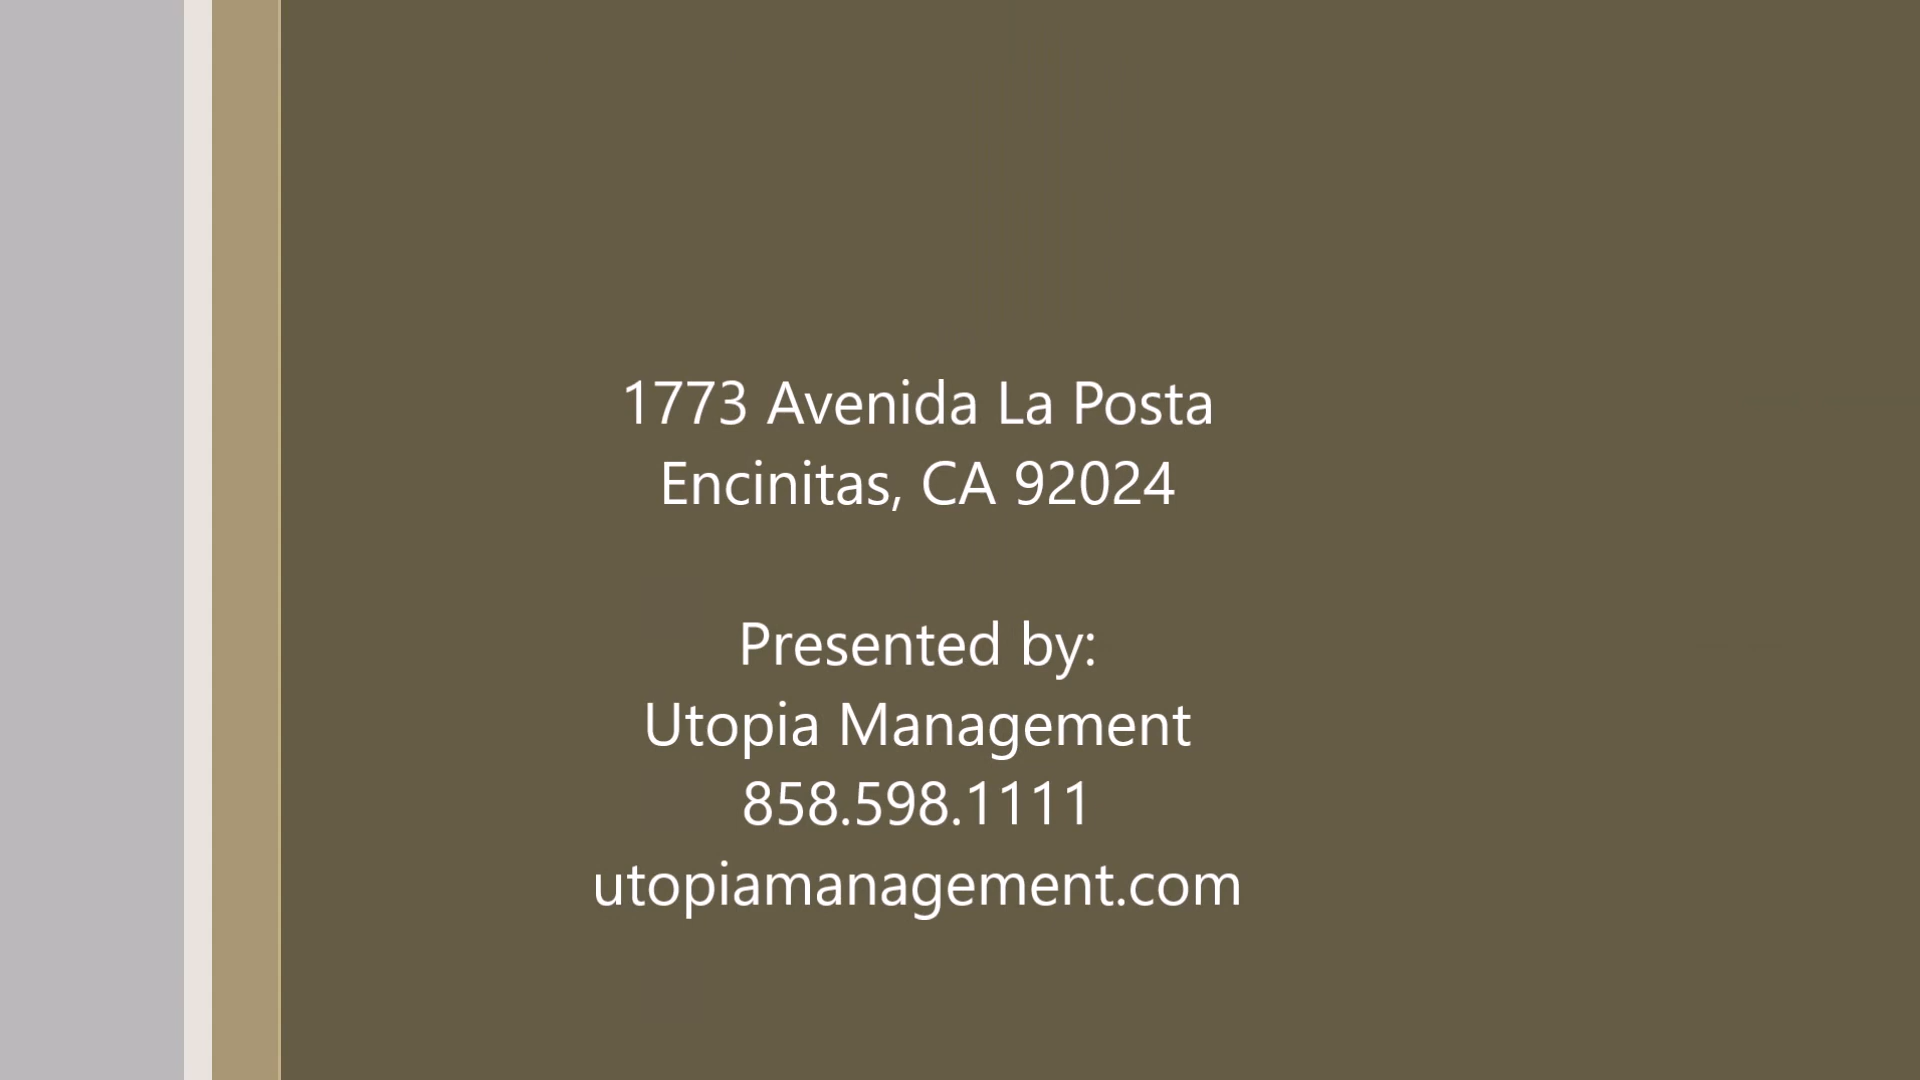 1773 Avenida La Posta
Encinitas, CA 92024
Presented by:
Utopia Management
858.598.1111
utopiamanagement.com